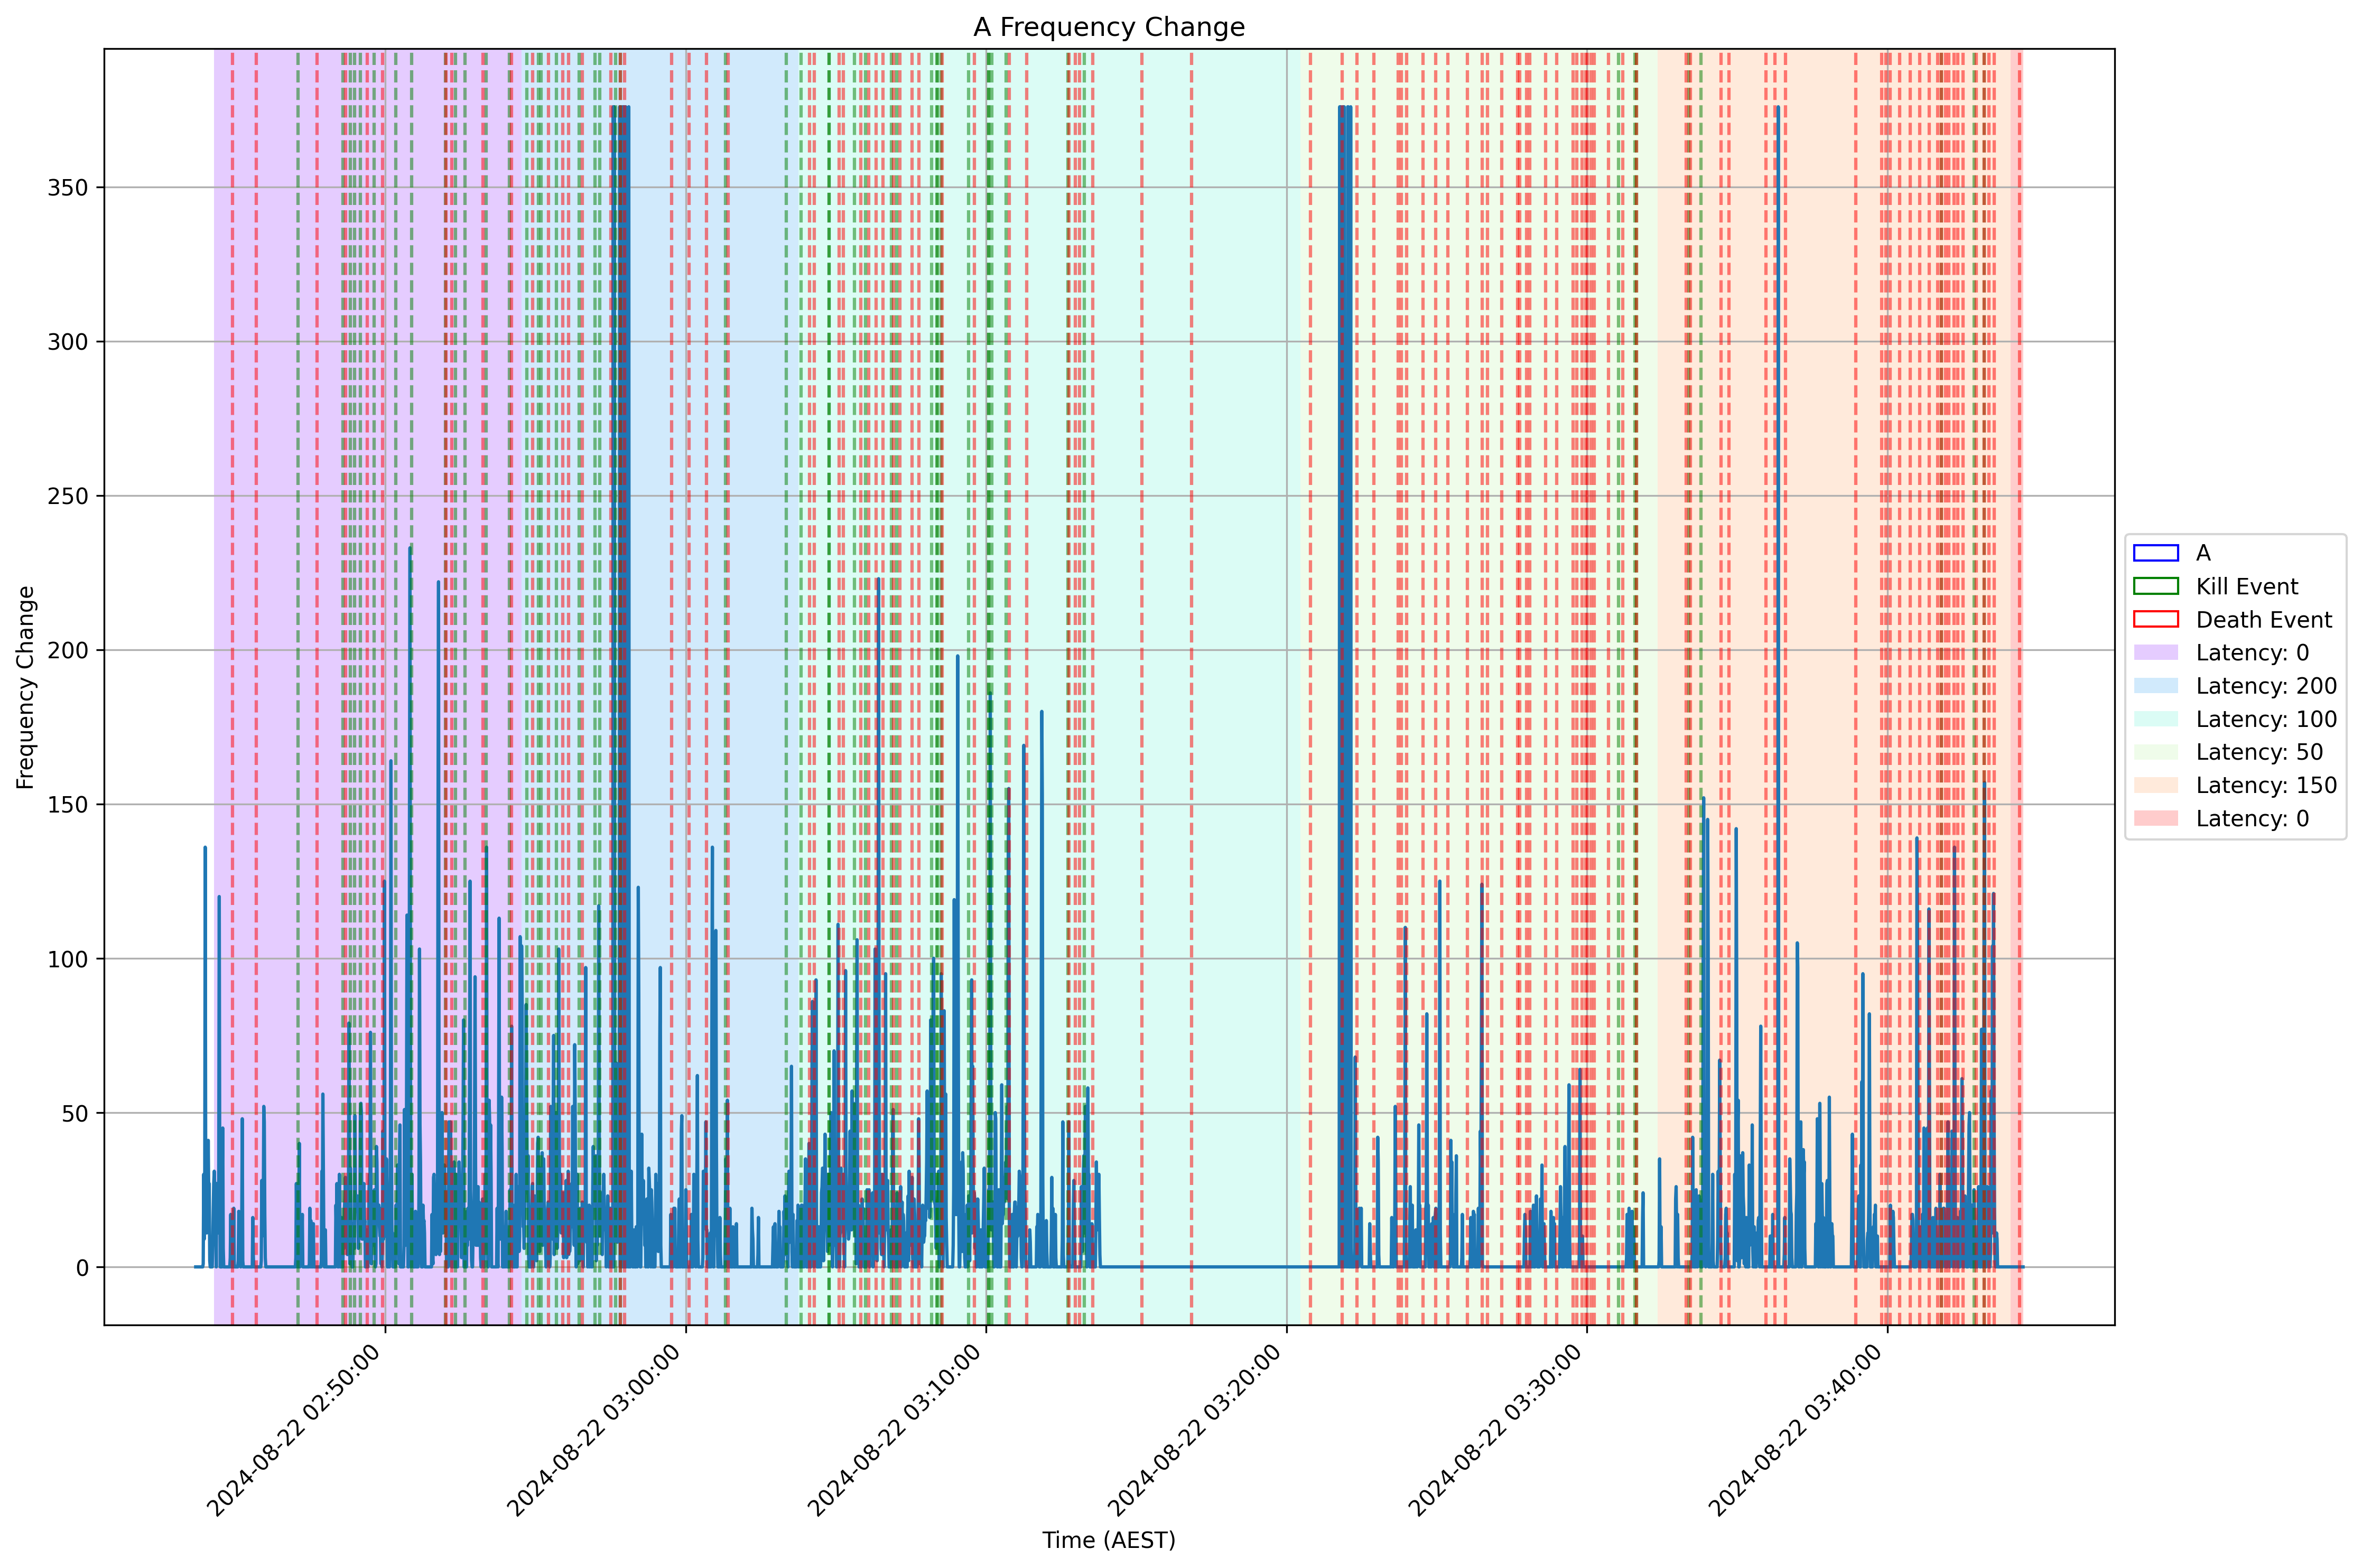 A Frequency Change
Frequency Change
350
300
250
200
150
100
50
0
2024-08-22 02:50:00
2024-08-22 03:00:00
2024-08-22 03:10:00
2024-08-22 03:20:00
2024-08-22 03:30:00
2024-08-22 03:40:00
Time (AEST)
A
Kill Event
Death Event
Latency: 0
Latency: 200
Latency: 100
Latency: 50
Latency: 150
Latency: 0